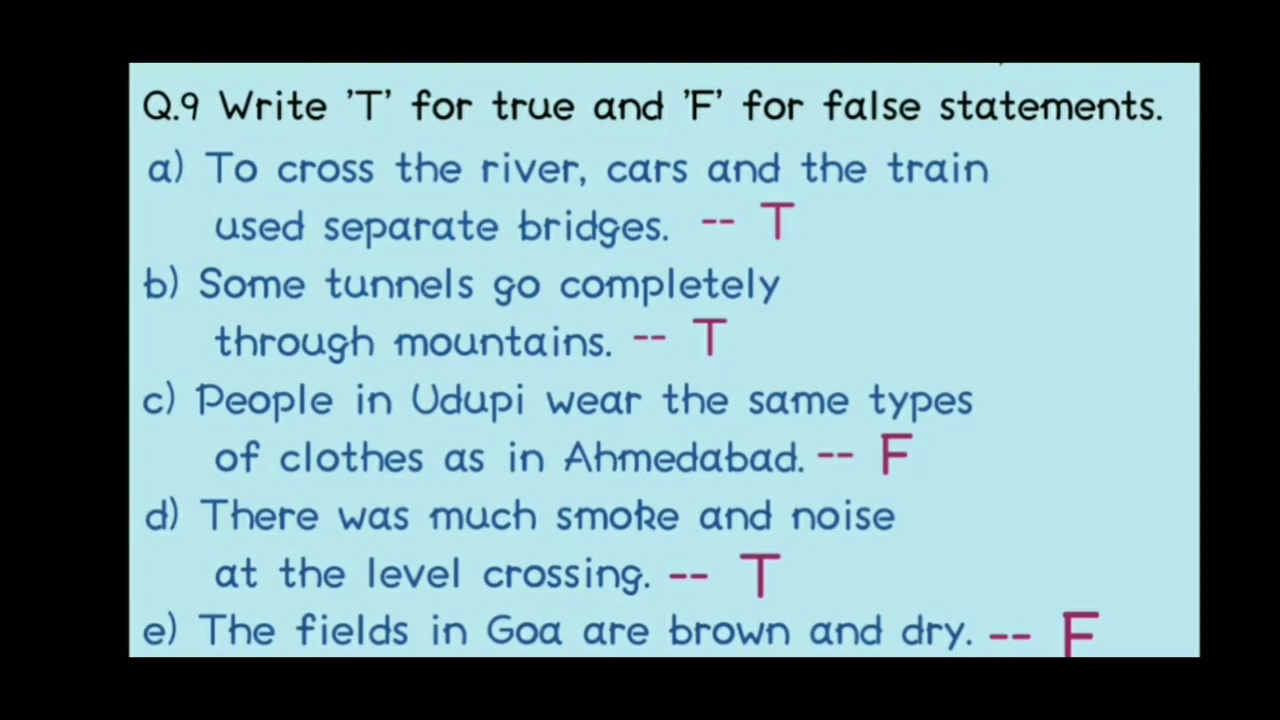 Q.9 Write 'T' for true and 'F' for false statements.
a) To cross the river, cars and the train
used separate bridges. -- T
b) Some tunnels go completely
through mountains. -- T
c) People in Udupi wear the same types
of clothes as in Ahmedabad. -- F
d) There was much smoke and noise
at the level crossing. -- T
e) The fields in Goa are brown and dry. -- F